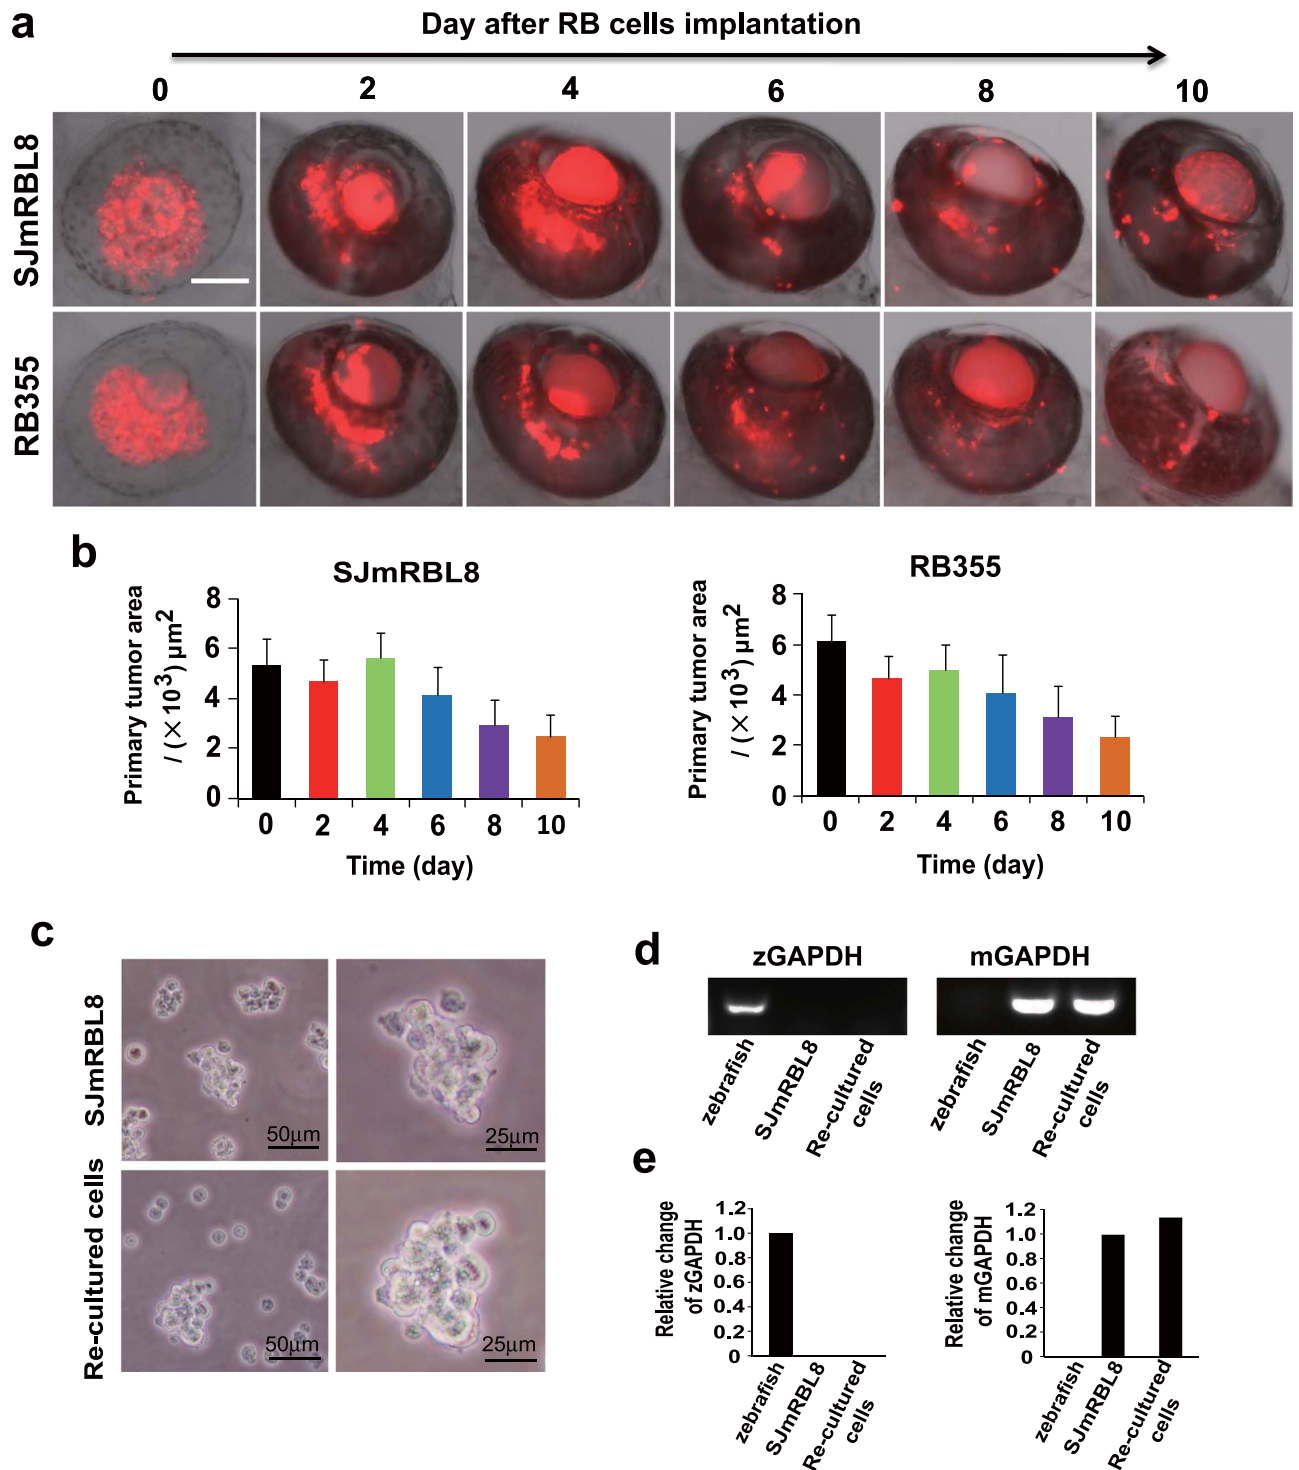 a
Day after RB cells implantation
0 2 4 6 8 10
SJmRBL8
RB355
b
SJmRBL8
Primary tumor area
/ (×10³) μm²
8
6
4
2
0
0 2 4 6 8 10
Time (day)
RB355
Primary tumor area
/ (×10³) μm²
8
6
4
2
0
0 2 4 6 8 10
Time (day)
c
SJmRBL8
50μm
25μm
Re-cultured cells
50μm
25μm
d
zGAPDH
zebrafish
SJmRBL8
Re-cultured
cells
mGAPDH
zebrafish
SJmRBL8
Re-cultured
cells
e
Relative change
of zGAPDH
1.2
1.0
0.8
0.6
0.4
0.2
0
zebrafish
SJmRBL8
Re-cultured
cells
Relative change
of mGAPDH
1.2
1.0
0.8
0.6
0.4
0.2
0
zebrafish
SJmRBL8
Re-cultured
cells